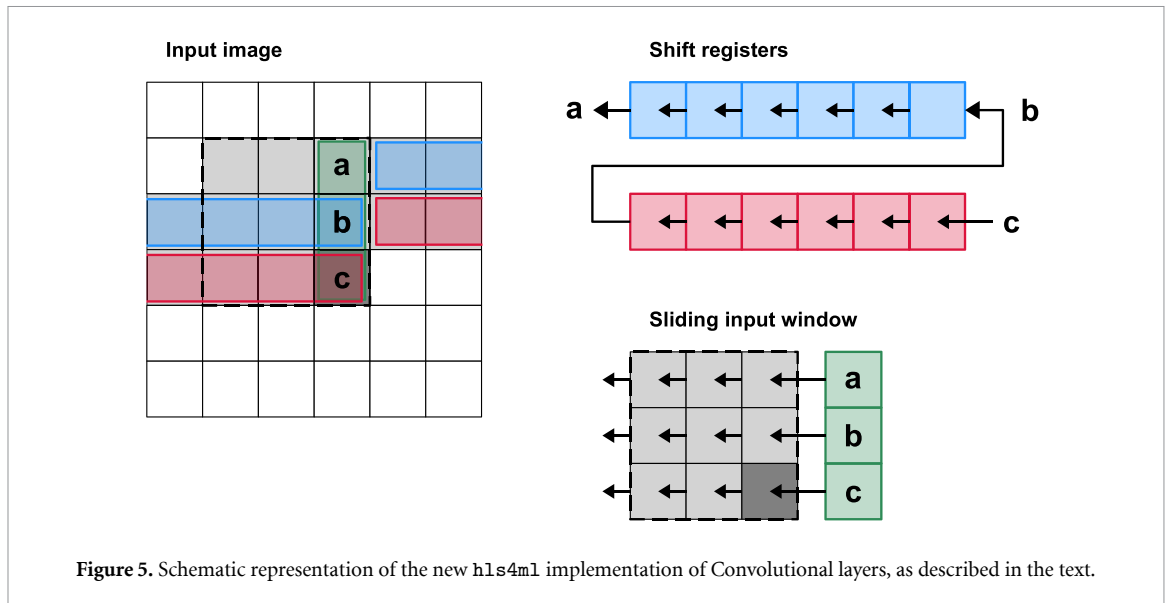 Input image
a
b
c
Shift registers
a
b
c
Sliding input window
a
b
c
Figure 5. Schematic representation of the new hls4ml implementation of Convolutional layers, as described in the text.